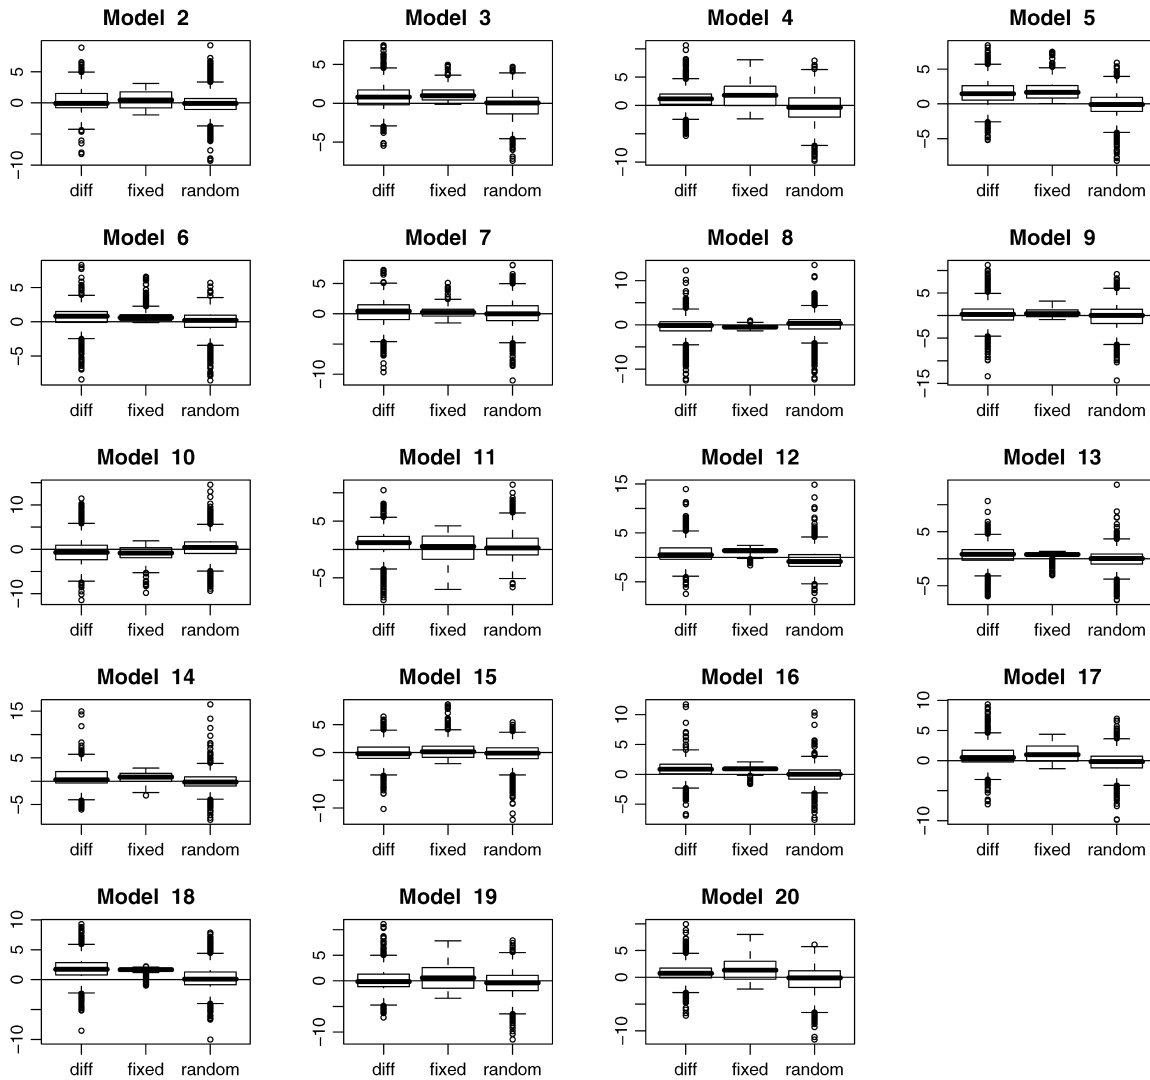 Model 2 Model 3 Model 4 Model 5
5 0 −10
5 0 −5
5 0 −10
5 0 −5
diff fixed random diff fixed random diff fixed random diff fixed random
Model 6 Model 7 Model 8 Model 9
5 0 −5
5 0 −10
10 0 −10
5 −5 −15
diff fixed random diff fixed random diff fixed random diff fixed random
Model 10 Model 11 Model 12 Model 13
10 0 −10
5 −5
15 5 −5
5 −5
diff fixed random diff fixed random diff fixed random diff fixed random
Model 14 Model 15 Model 16 Model 17
15 5 −5
5 0 −10
10 5 0 −5
10 5 0 −10
diff fixed random diff fixed random diff fixed random diff fixed random
Model 18 Model 19 Model 20
10 5 0 −10
10 5 0 −10
10 5 0 −10
diff fixed random diff fixed random diff fixed random